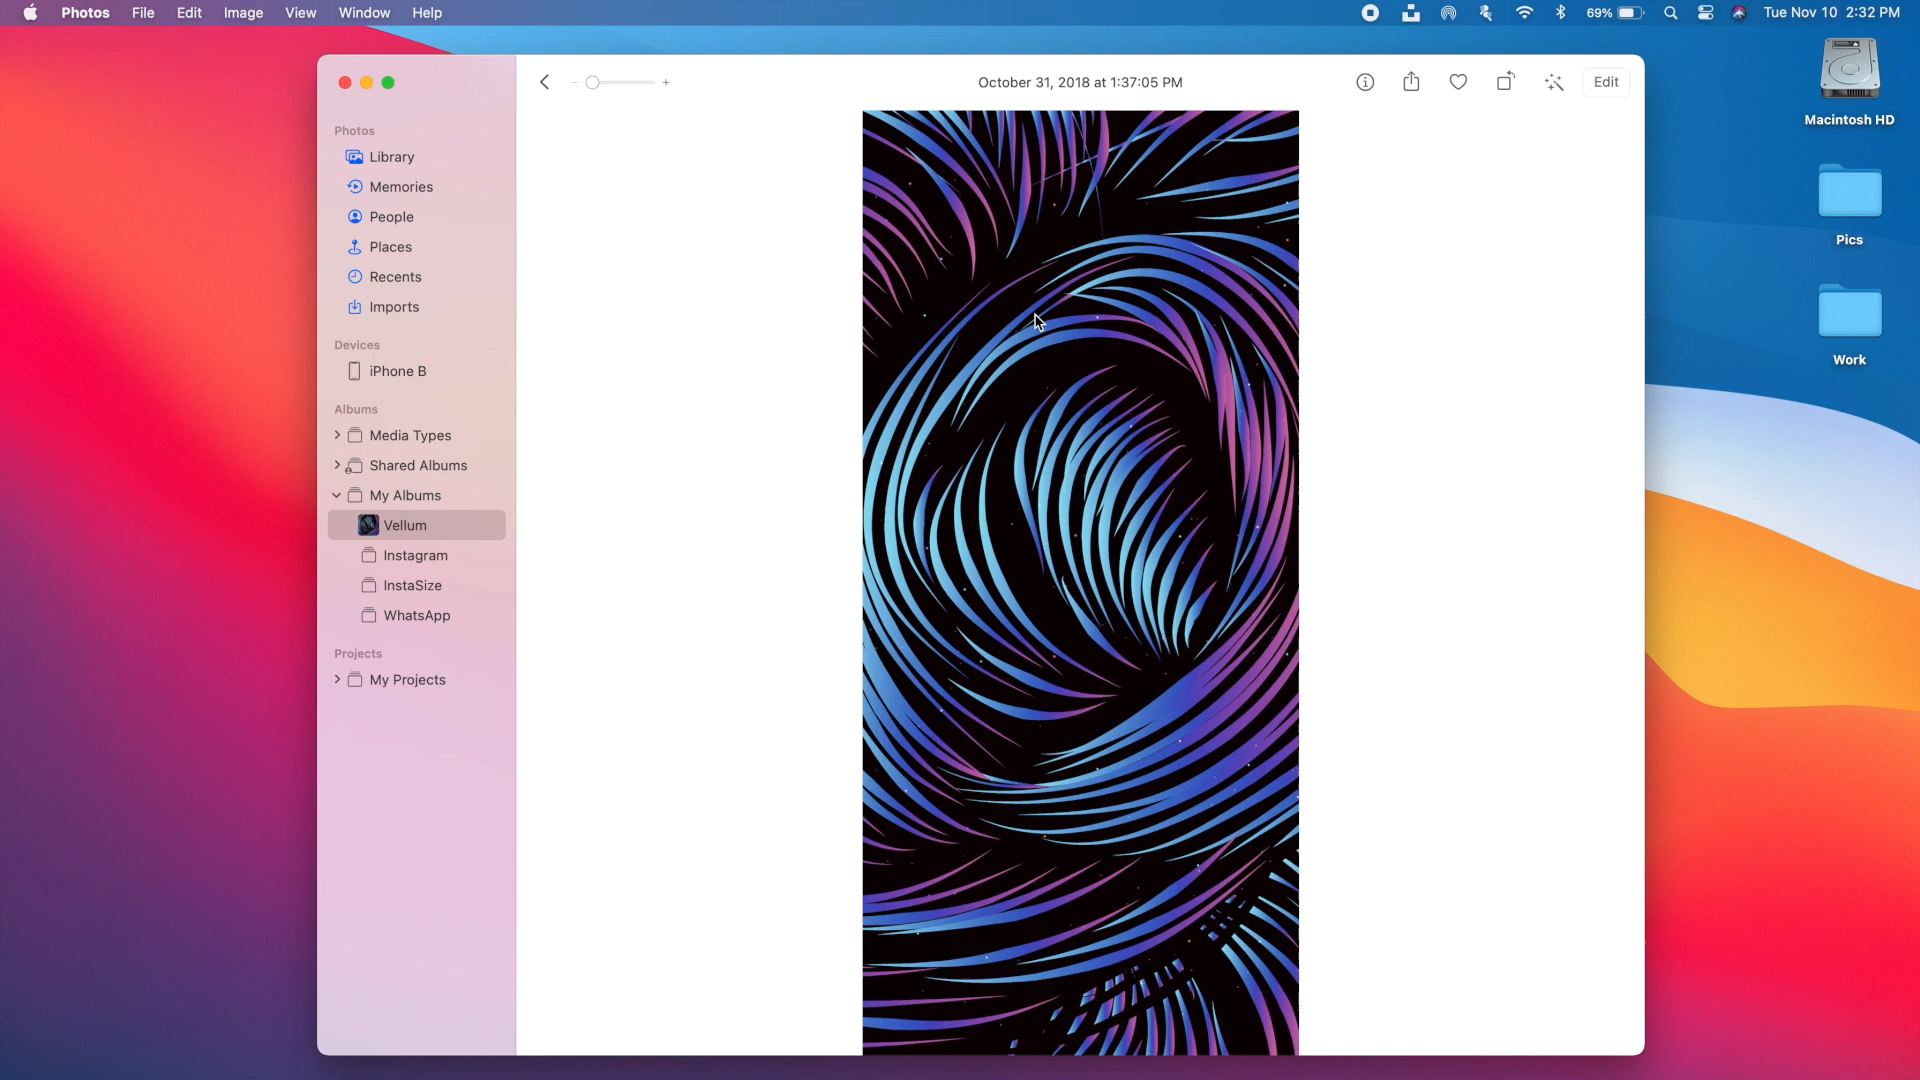 Photos File Edit Image View Window Help
69% Tue Nov 10 2:32 PM
October 31, 2018 at 1:37:05 PM
Edit
Photos
Library
Memories
People
Places
Recents
Imports
Devices
iPhone B
Albums
Media Types
Shared Albums
My Albums
Vellum
Instagram
InstaSize
WhatsApp
Projects
My Projects
Macintosh HD
Pics
Work